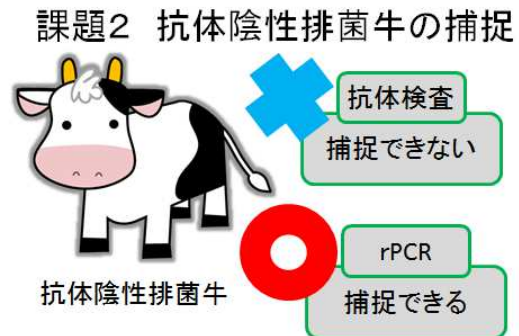 課題２ 抗体陰性排菌牛の捕捉
抗体検査
捕捉できない
rPCR
捕捉できる
抗体陰性排菌牛